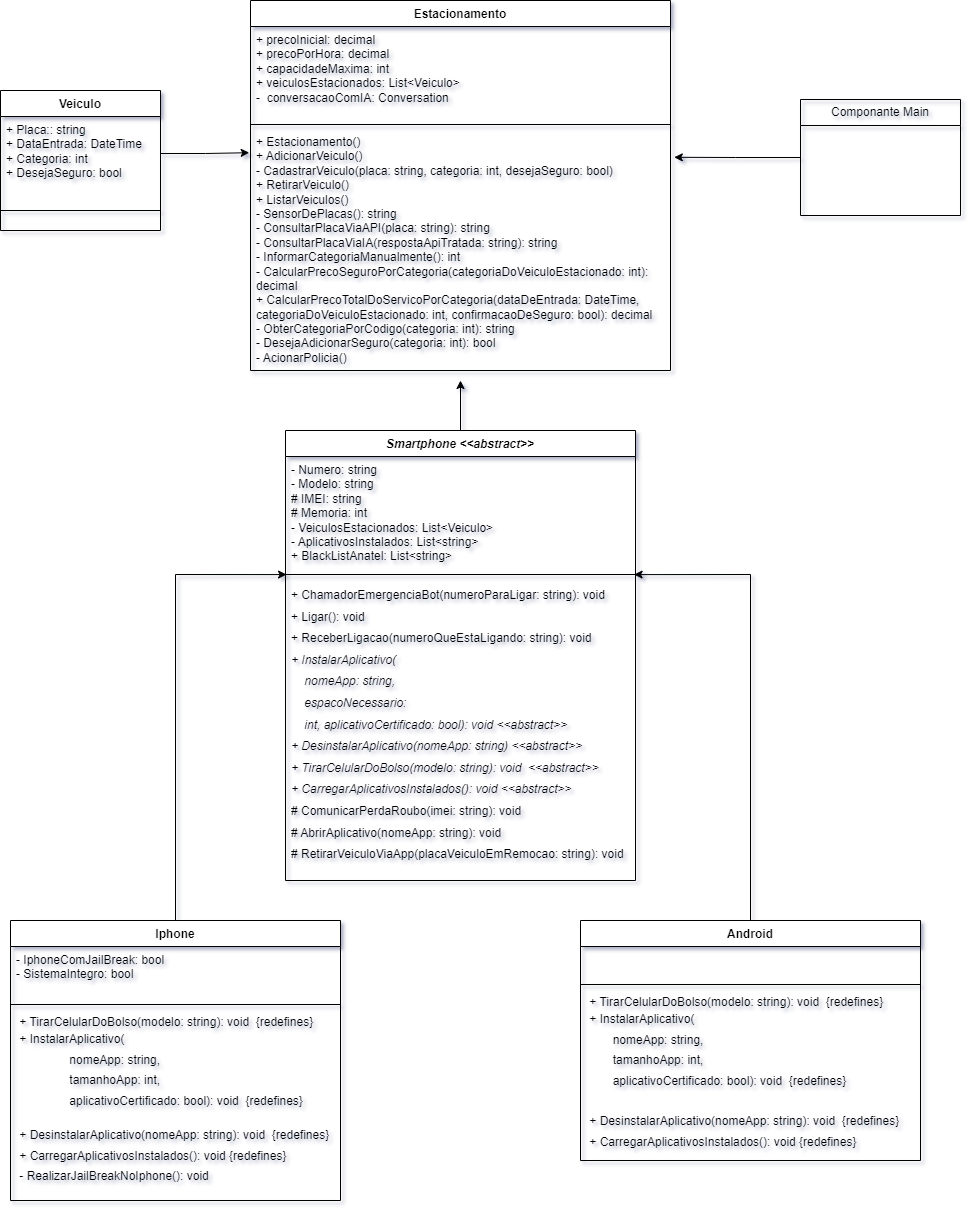 Estacionamento
+ precoInicial: decimal
+ precoPorHora: decimal
+ capacidadeMaxima: int
+ veiculosEstacionados: List<Veiculo>
- conversacaoComIA: Conversation
+ Estacionamento()
+ AdicionarVeiculo()
- CadastrarVeiculo(placa: string, categoria: int, desejaSeguro: bool)
+ RetirarVeiculo()
+ ListarVeiculos()
- SensorDePlacas(): string
- ConsultarPlacaViaAPI(placa: string): string
- ConsultarPlacaViaIA(respostaApiTratada: string): string
- InformarCategoriaManualmente(): int
- CalcularPrecoSeguroPorCategoria(categoriaDoVeiculoEstacionado: int):
decimal
+ CalcularPrecoTotalDoServicoPorCategoria(dataDeEntrada: DateTime,
categoriaDoVeiculoEstacionado: int, confirmacaoDeSeguro: bool): decimal
- ObterCategoriaPorCodigo(categoria: int): string
- DesejaAdicionarSeguro(categoria: int): bool
- AcionarPolicia()
Veiculo
+ Placa:: string
+ DataEntrada: DateTime
+ Categoria: int
+ DesejaSeguro: bool
Componante Main
Smartphone <<abstract>>
- Numero: string
- Modelo: string
# IMEI: string
# Memoria: int
- VeiculosEstacionados: List<Veiculo>
- AplicativosInstalados: List<string>
+ BlackListAnatel: List<string>
+ ChamadorEmergenciaBot(numeroParaLigar: string): void
+ Ligar(): void
+ ReceberLigacao(numeroQueEstaLigando: string): void
+ InstalarAplicativo(
nomeApp: string,
espacoNecessario:
int, aplicativoCertificado: bool): void <<abstract>>
+ DesinstalarAplicativo(nomeApp: string) <<abstract>>
+ TirarCelularDoBolso(modelo: string): void <<abstract>>
+ CarregarAplicativosInstalados(): void <<abstract>>
# ComunicarPerdaRoubo(imei: string): void
# AbrirAplicativo(nomeApp: string): void
# RetirarVeiculoViaApp(placaVeiculoEmRemocao: string): void
Iphone
- IphoneComJailBreak: bool
- SistemaIntegro: bool
+ TirarCelularDoBolso(modelo: string): void {redefines}
+ InstalarAplicativo(
nomeApp: string,
tamanhoApp: int,
aplicativoCertificado: bool): void {redefines}
+ DesinstalarAplicativo(nomeApp: string): void {redefines}
+ CarregarAplicativosInstalados(): void {redefines}
- RealizarJailBreakNoIphone(): void
Android
+ TirarCelularDoBolso(modelo: string): void {redefines}
+ InstalarAplicativo(
nomeApp: string,
tamanhoApp: int,
aplicativoCertificado: bool): void {redefines}
+ DesinstalarAplicativo(nomeApp: string): void {redefines}
+ CarregarAplicativosInstalados(): void {redefines}